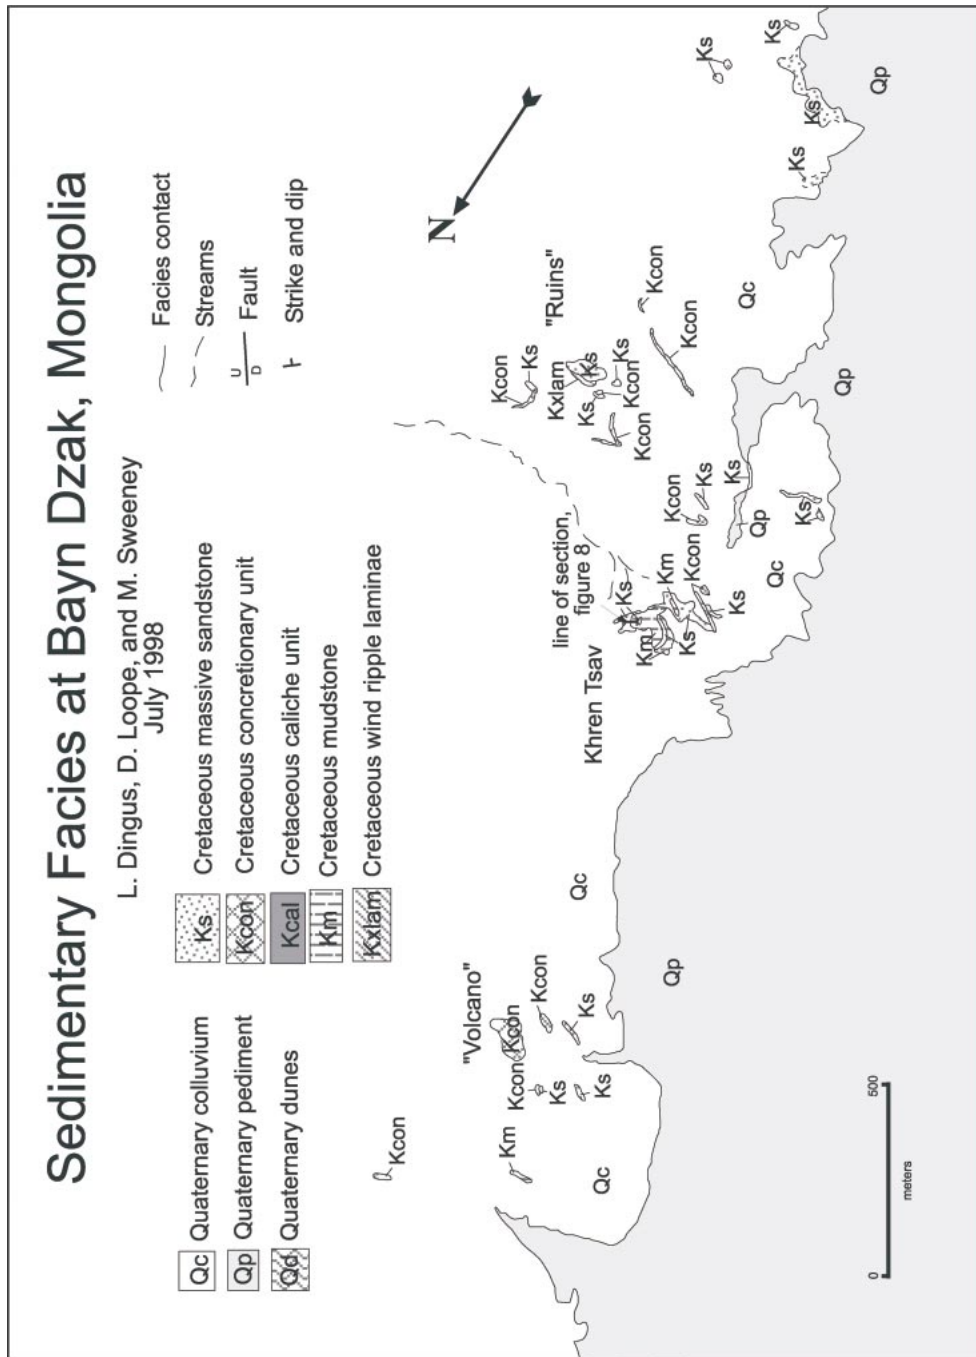 Sedimentary Facies at Bayn Dzak, Mongolia
L. Dingus, D. Loope, and M. Sweeney
July 1998
Qc Quaternary colluvium
Qp Quaternary pediment
Qd Quaternary dunes
Ks Cretaceous massive sandstone
Kcon Cretaceous concretionary unit
Kcal Cretaceous caliche unit
Km Cretaceous mudstone
Kxlam Cretaceous wind ripple laminae
Facies contact
Streams
U
D
Fault
Strike and dip
N
Kcon
"Volcano"
Km
Kcon
Ks
Kcon
Kcon
Ks
Ks
Qc
Qc
Qp
Khren Tsav
line of section,
figure 8
Ks
Km
Km
Ks
Kcon
Ks
Kcon
Ks
Qc
Qp
Ks
Ks
"Ruins"
Kcon
Ks
Kxlam
Ks
Ks
Ks
Kcon
Kcon
Kcon
Kcon
Qc
Qp
Ks
Ks
Ks
Ks
Qp
0
500
meters